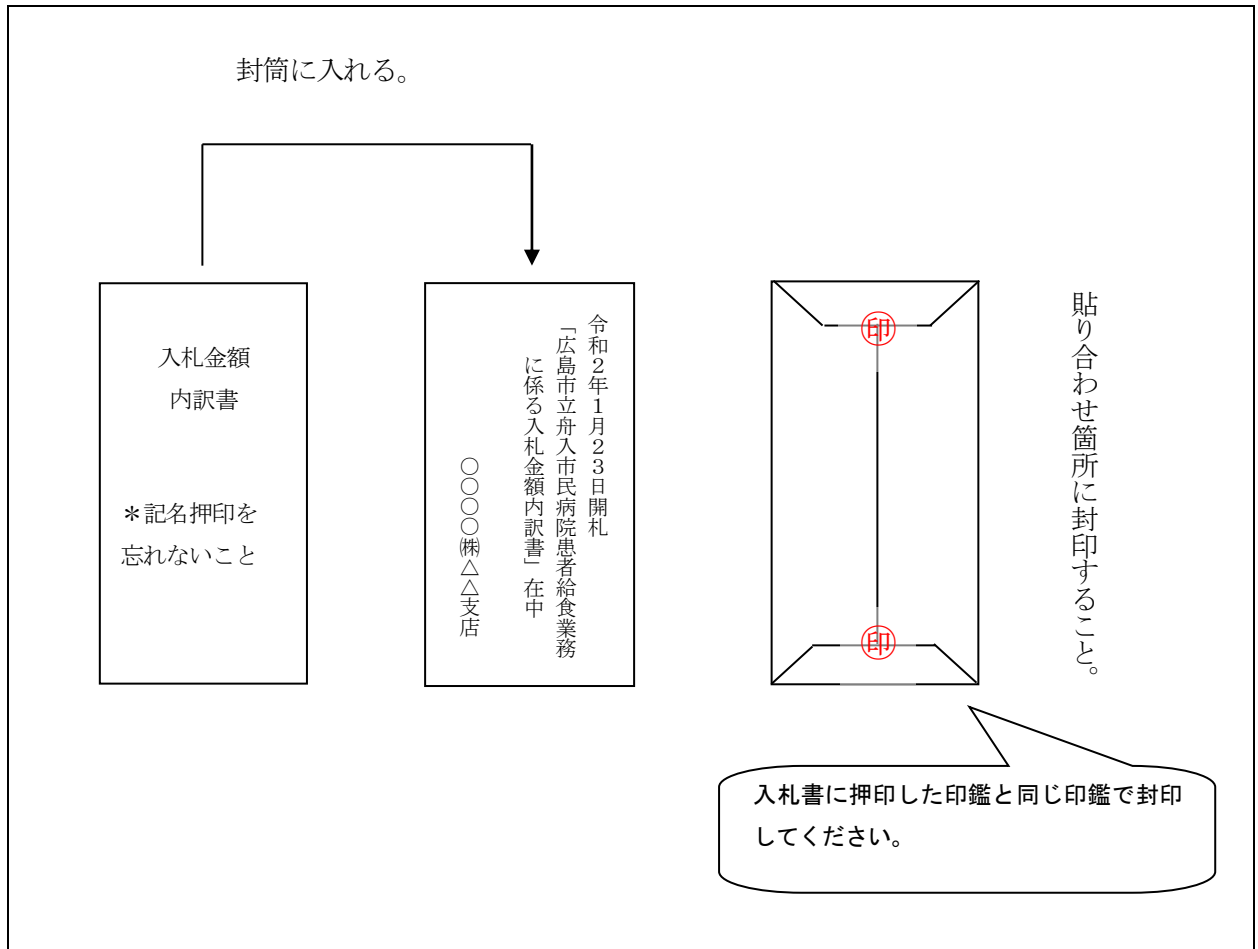 封筒に入れる。
入札金額
内訳書
＊記名押印を
忘れないこと
令和２年１月２３日開札
「広島市立舟入市民病院患者給食業務
に係る入札金額内訳書」在中
○○○○㈱△△支店
印
印
貼り合わせ箇所に封印すること。
入札書に押印した印鑑と同じ印鑑で封印
してください。